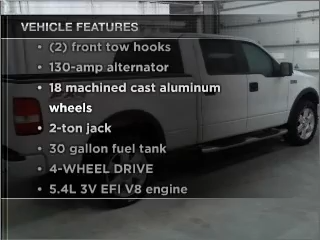 VEHICLE FEATURES
• (2) front tow hooks
• 130-amp alternator
• 18 machined cast aluminum
wheels
• 2-ton jack
• 30 gallon fuel tank
• 4-WHEEL DRIVE
• 5.4L 3V EFI V8 engine